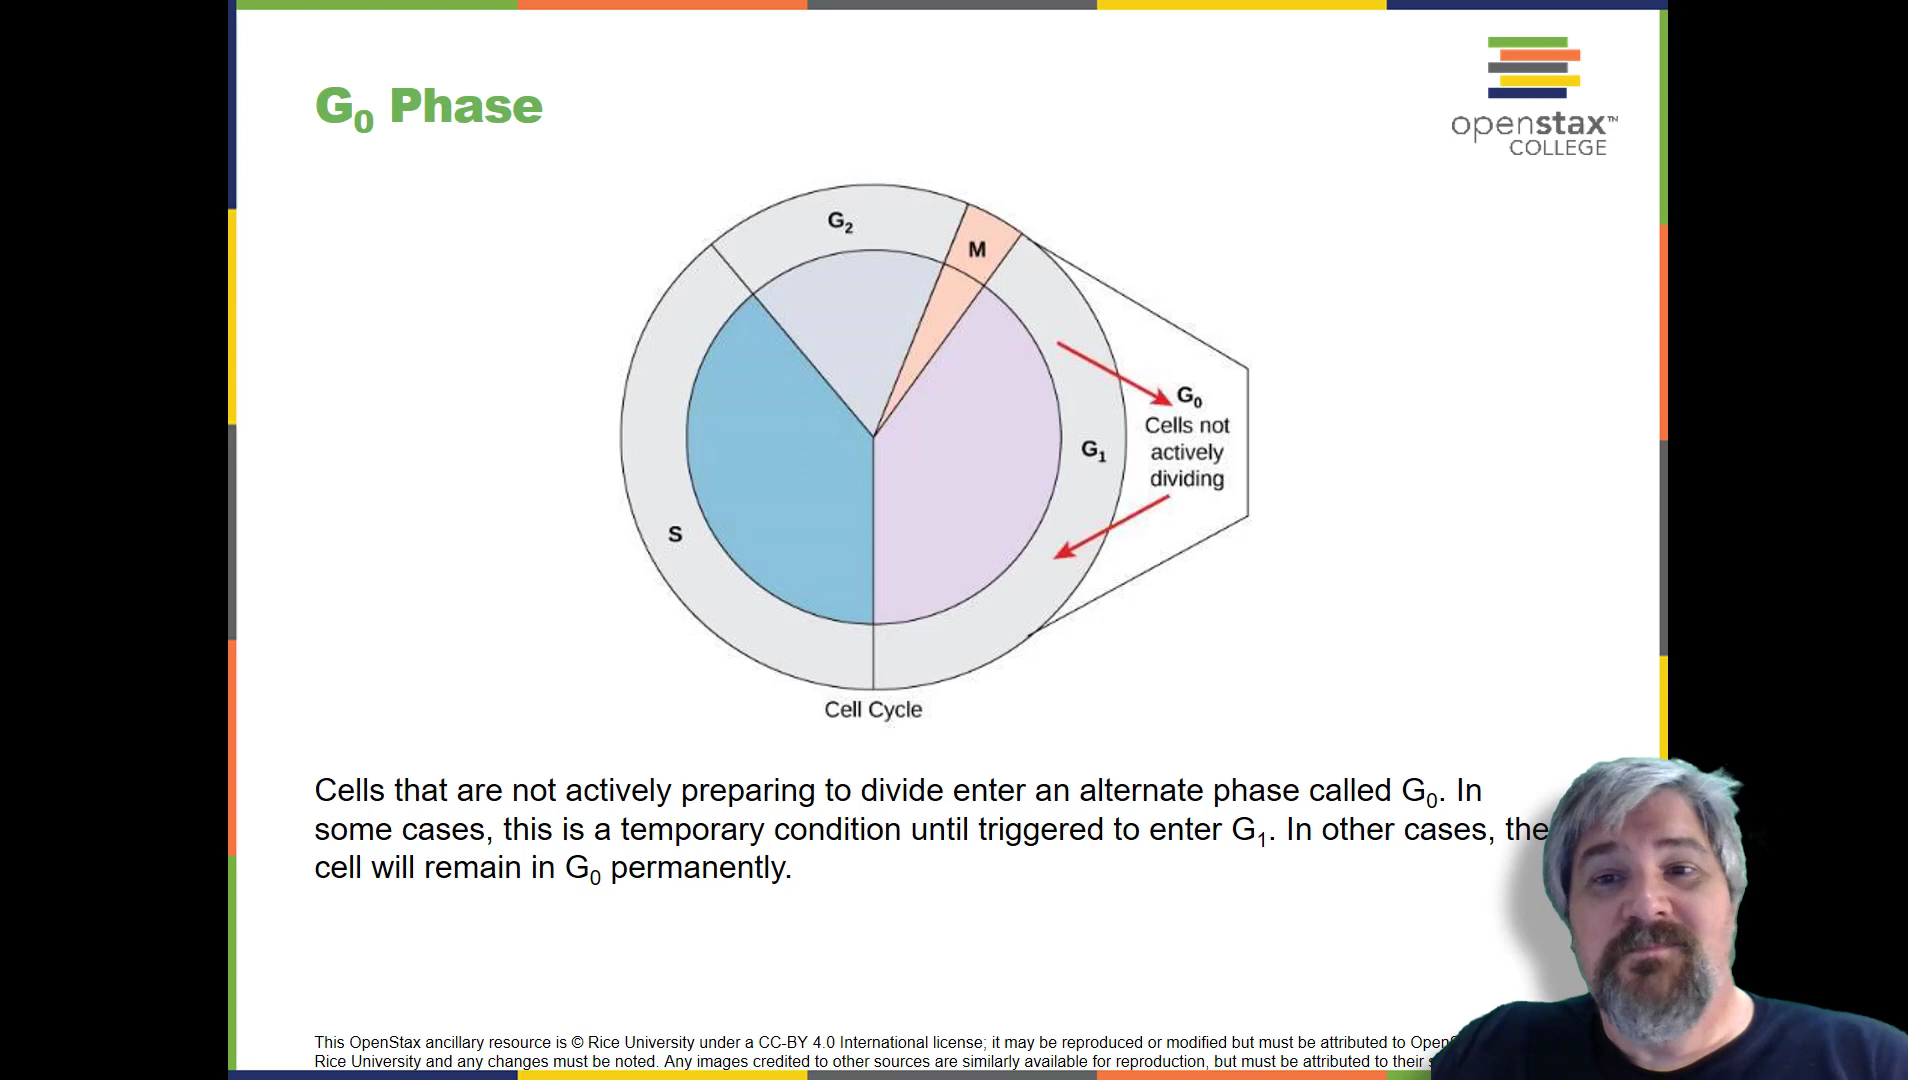 G₀ Phase
openstax™
COLLEGE
G₂
M
G₀
Cells not
actively
dividing
G₁
S
Cell Cycle
Cells that are not actively preparing to divide enter an alternate phase called G₀. In
some cases, this is a temporary condition until triggered to enter G₁. In other cases, the
cell will remain in G₀ permanently.
This OpenStax ancillary resource is © Rice University under a CC-BY 4.0 International license; it may be reproduced or modified but must be attributed to
Rice University and any changes must be noted. Any images credited to other sources are similarly available for reproduction, but must be attributed to their